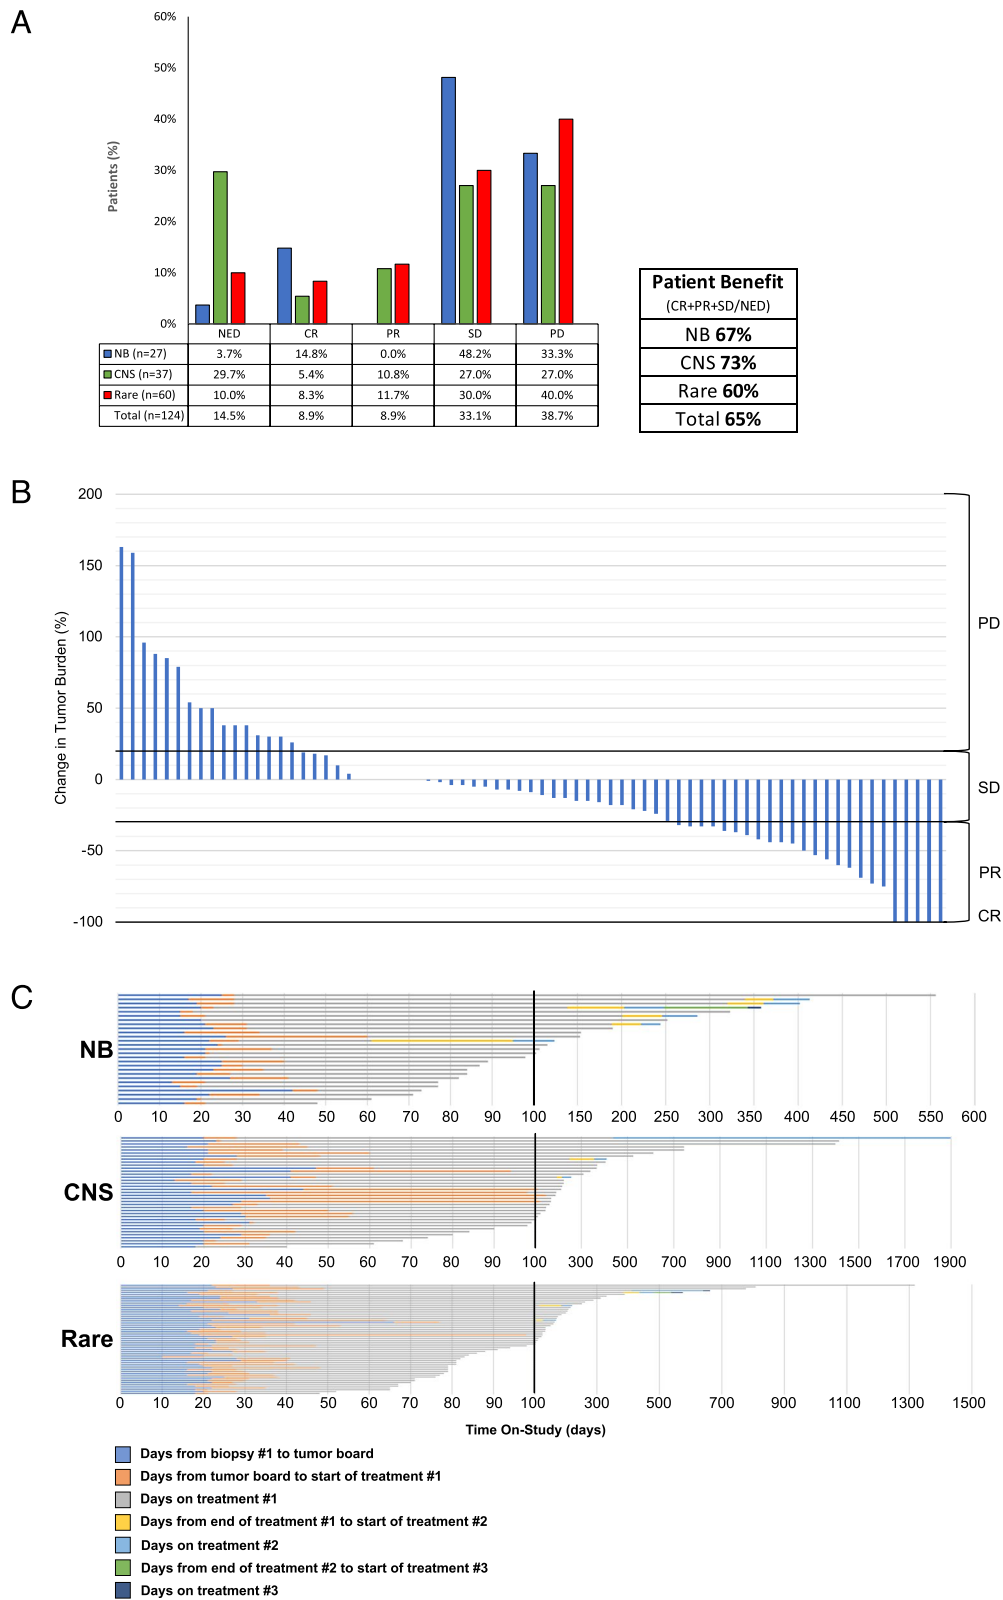 A
60%
50%
40%
30%
20%
10%
0%
Patients (%)
NED CR PR SD PD
NB (n=27) 3.7% 14.8% 0.0% 48.2% 33.3%
CNS (n=37) 29.7% 5.4% 10.8% 27.0% 27.0%
Rare (n=60) 10.0% 8.3% 11.7% 30.0% 40.0%
Total (n=124) 14.5% 8.9% 8.9% 33.1% 38.7%
Patient Benefit
(CR+PR+SD/NED)
NB 67%
CNS 73%
Rare 60%
Total 65%
B
200
150
100
50
0
-50
-100
Change in Tumor Burden (%)
PD
SD
PR
CR
C
NB
0 10 20 30 40 50 60 70 80 90 100 150 200 250 300 350 400 450 500 550 600
CNS
0 10 20 30 40 50 60 70 80 90 100 300 500 700 900 1100 1300 1500 1700 1900
Rare
0 10 20 30 40 50 60 70 80 90 100 300 500 700 900 1100 1300 1500
Time On-Study (days)
Days from biopsy #1 to tumor board
Days from tumor board to start of treatment #1
Days on treatment #1
Days from end of treatment #1 to start of treatment #2
Days on treatment #2
Days from end of treatment #2 to start of treatment #3
Days on treatment #3